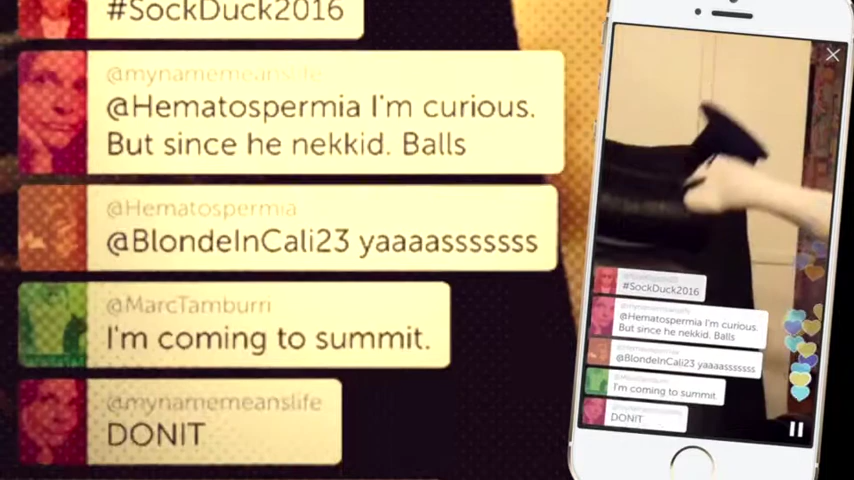 #SockDuck2016
@mynamemeanslife
@Hematospermia I'm curious.
But since he nekkid. Balls
@Hematospermia
@BlondeInCali23 yaaaasssssss
@MarcTamburri
I'm coming to summit.
@mynamemeanslife
DONIT
#SockDuck2016
@Hematospermia I'm curious.
But since he nekkid. Balls
@BlondeInCali23 yaaaasssssss
I'm coming to summit.
DONIT